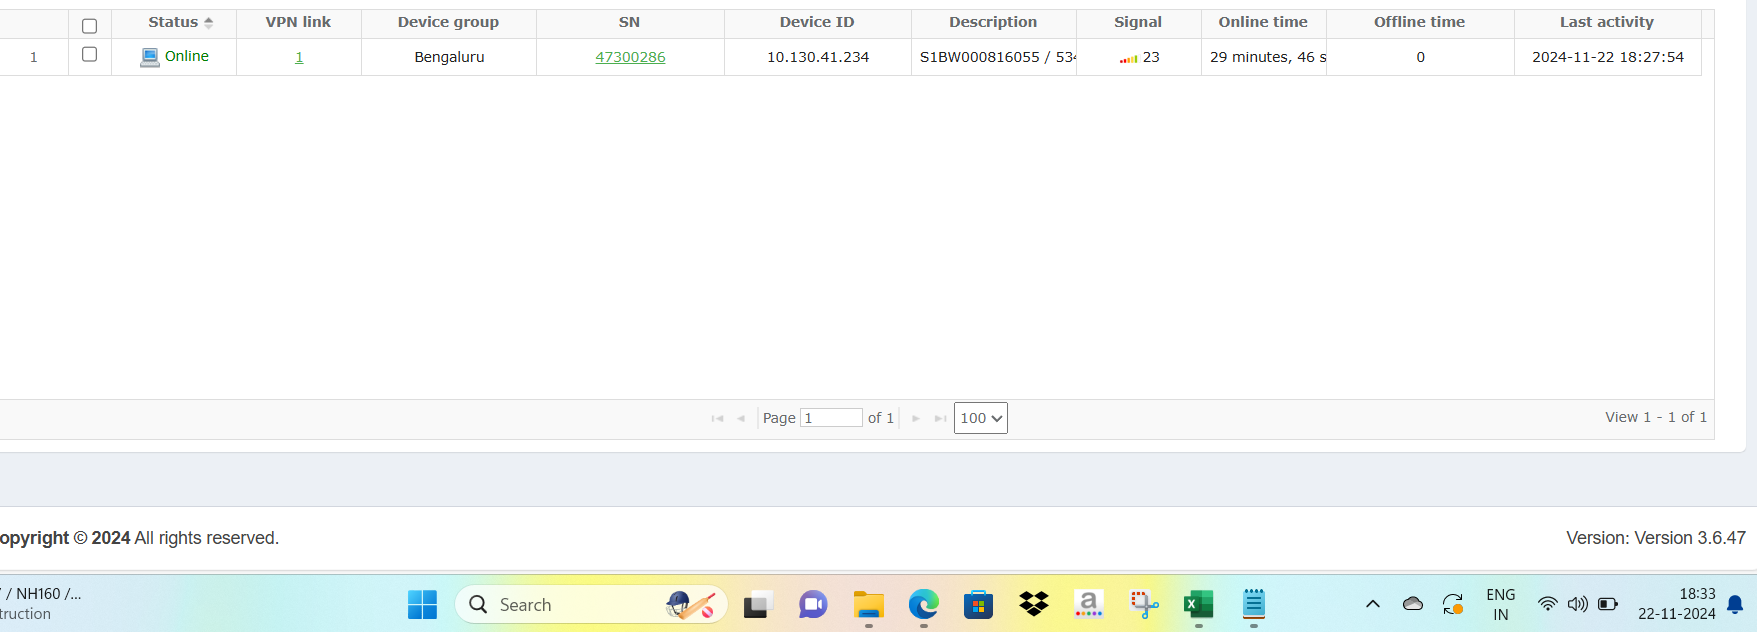 Status VPN link Device group SN Device ID Description Signal Online time Offline time Last activity
1 Online 1 Bengaluru 47300286 10.130.41.234 S1BW000816055 / 534 23 29 minutes, 46 s 0 2024-11-22 18:27:54
Page 1 of 1 100 View 1 - 1 of 1
opyright © 2024 All rights reserved. Version: Version 3.6.47
/ NH160 /...
truction
Search
a
X
ENG
IN
18:33
22-11-2024